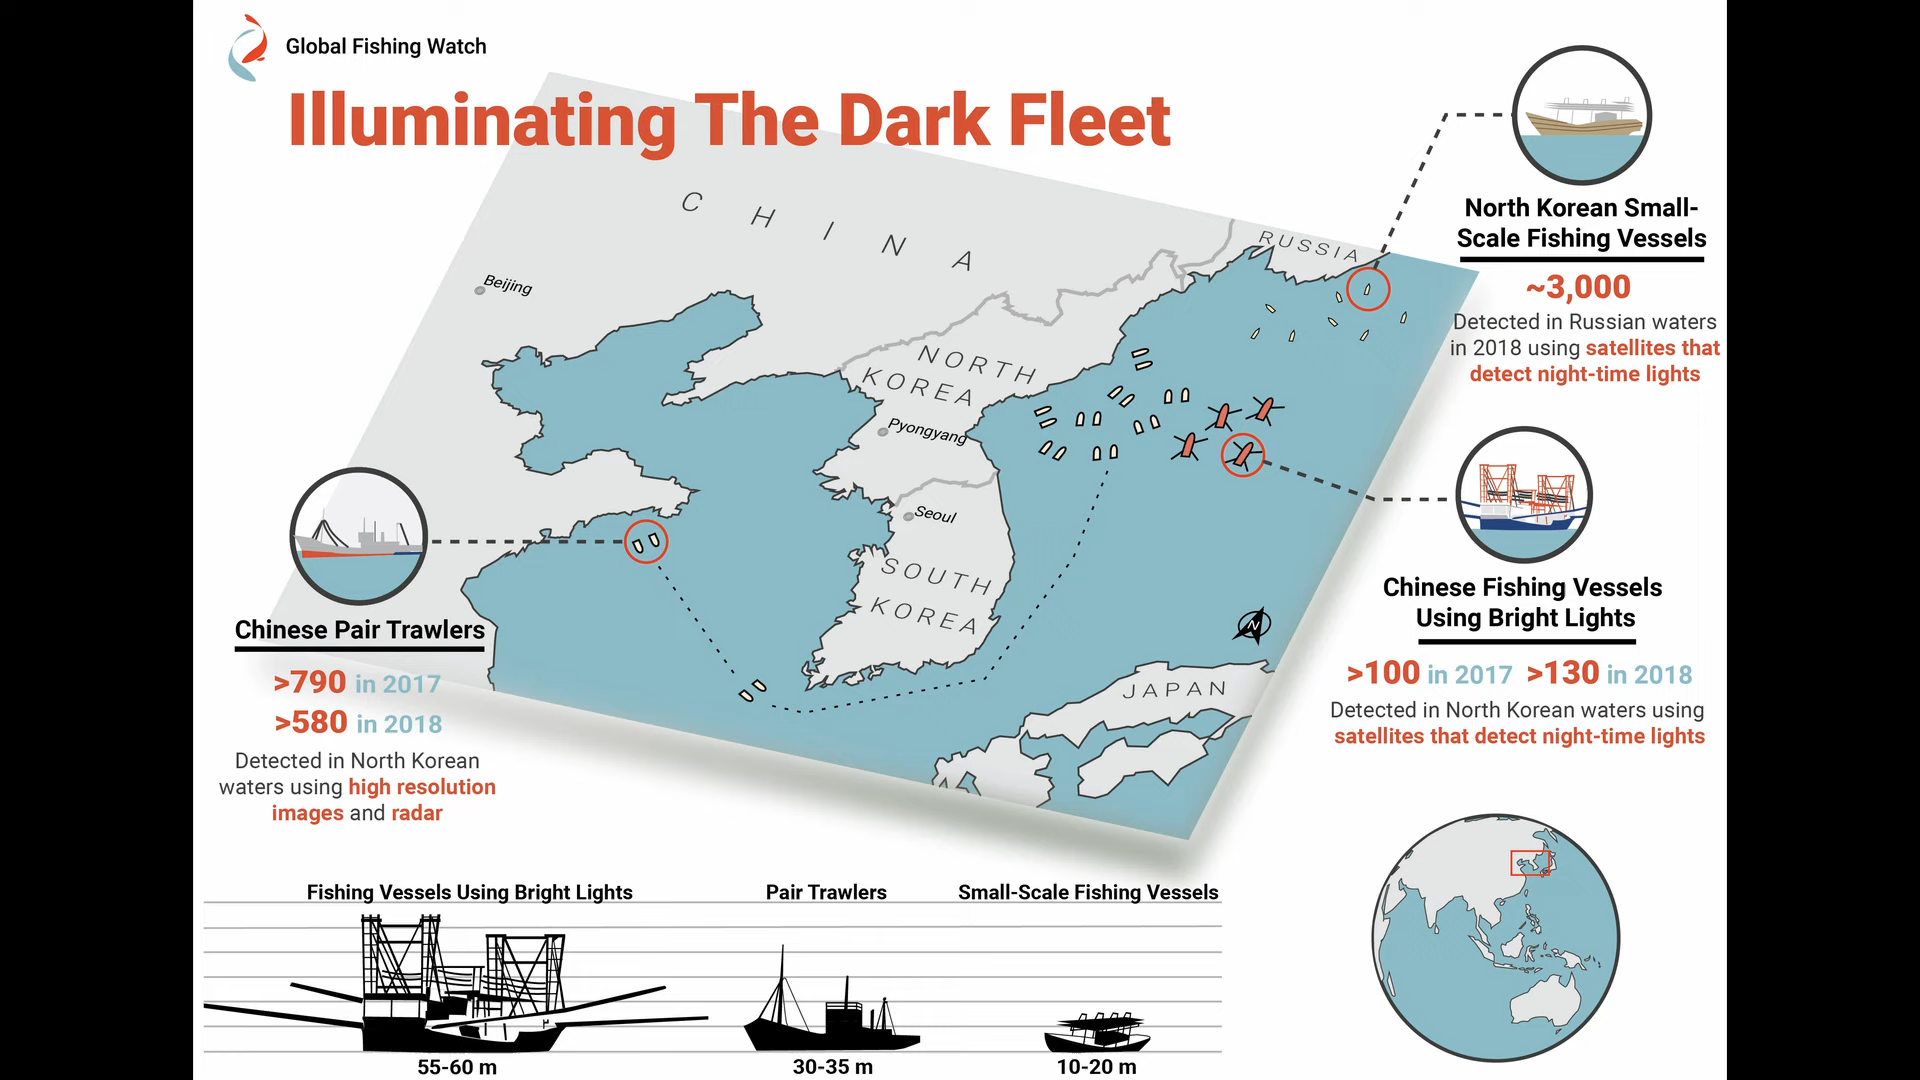 Global Fishing Watch
Illuminating The Dark Fleet
CHINA
RUSSIA
Beijing
NORTH
KOREA
Pyongyang
Seoul
SOUTH
KOREA
JAPAN
N
North Korean Small-
Scale Fishing Vessels
~3,000
Detected in Russian waters
in 2018 using satellites that
detect night-time lights
Chinese Fishing Vessels
Using Bright Lights
>100 in 2017 >130 in 2018
Detected in North Korean waters using
satellites that detect night-time lights
Chinese Pair Trawlers
>790 in 2017
>580 in 2018
Detected in North Korean
waters using high resolution
images and radar
Fishing Vessels Using Bright Lights
Pair Trawlers
Small-Scale Fishing Vessels
55-60 m
30-35 m
10-20 m